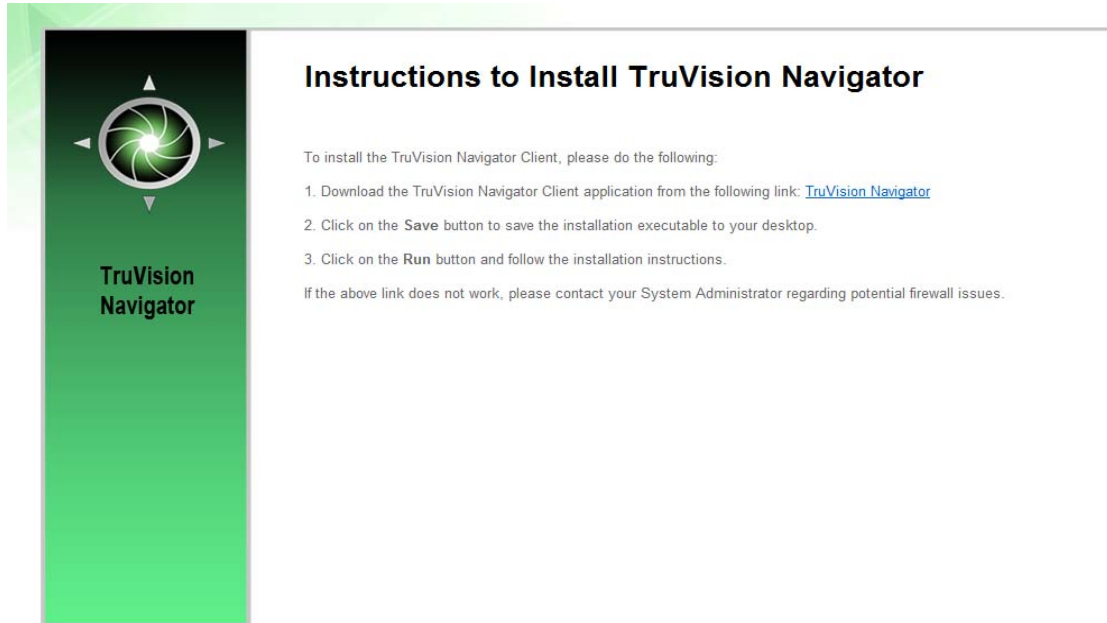 Instructions to Install TruVision Navigator
To install the TruVision Navigator Client, please do the following:
1. Download the TruVision Navigator Client application from the following link: TruVision Navigator
2. Click on the Save button to save the installation executable to your desktop.
3. Click on the Run button and follow the installation instructions.
If the above link does not work, please contact your System Administrator regarding potential firewall issues.
TruVision
Navigator